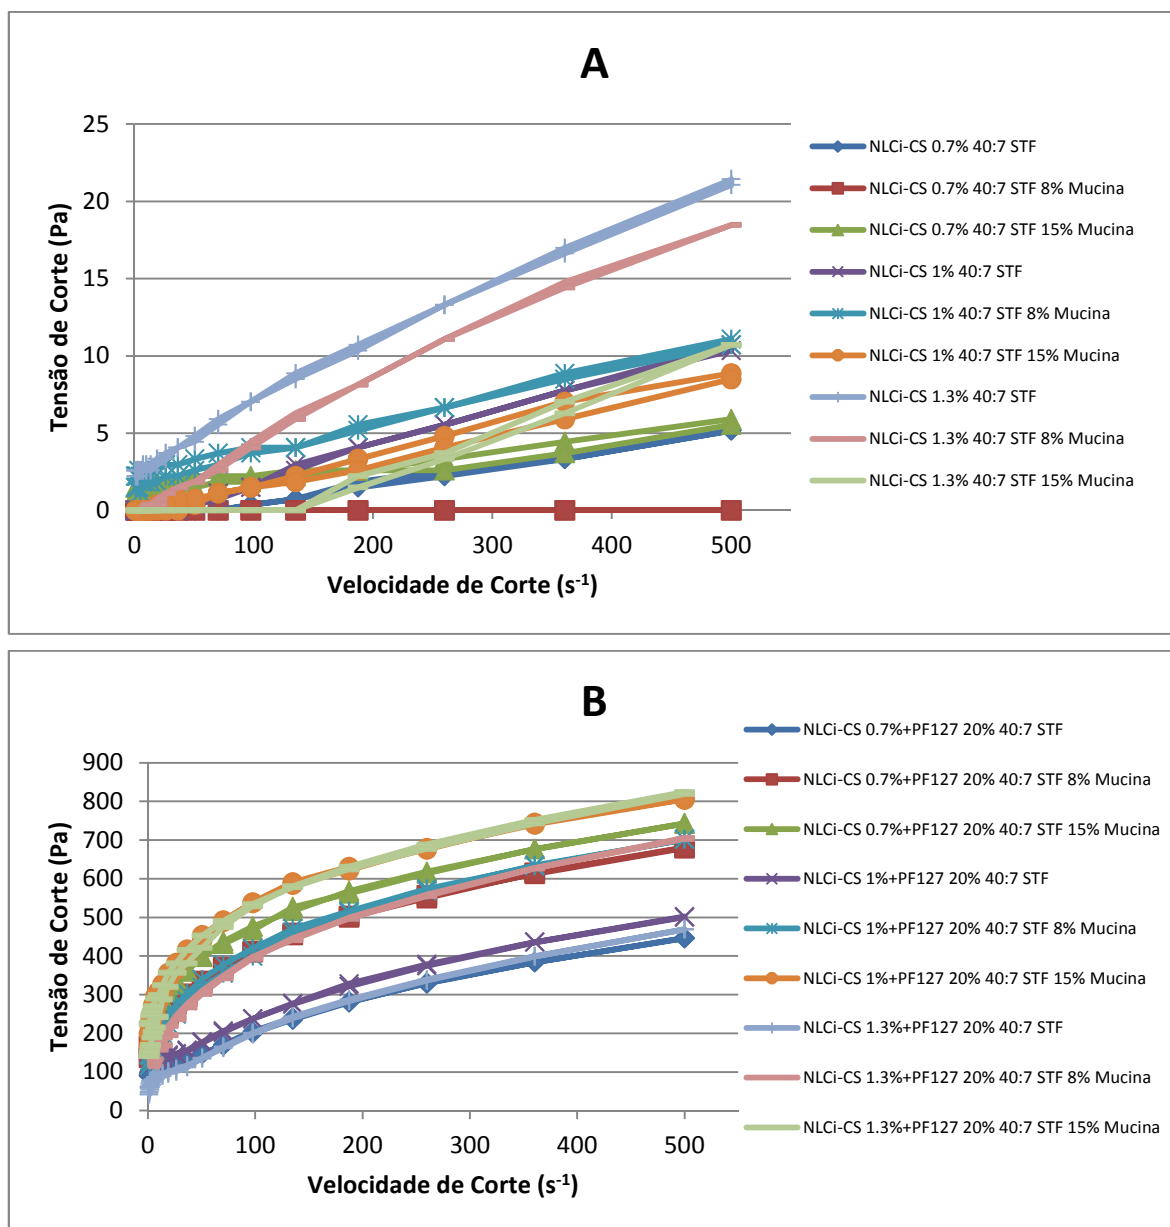 A
25
20
15
10
5
0
Tensão de Corte (Pa)
0 100 200 300 400 500
Velocidade de Corte (s⁻¹)
NLCi-CS 0.7% 40:7 STF
NLCi-CS 0.7% 40:7 STF 8% Mucina
NLCi-CS 0.7% 40:7 STF 15% Mucina
NLCi-CS 1% 40:7 STF
NLCi-CS 1% 40:7 STF 8% Mucina
NLCi-CS 1% 40:7 STF 15% Mucina
NLCi-CS 1.3% 40:7 STF
NLCi-CS 1.3% 40:7 STF 8% Mucina
NLCi-CS 1.3% 40:7 STF 15% Mucina
B
900
800
700
600
500
400
300
200
100
0
Tensão de Corte (Pa)
0 100 200 300 400 500
Velocidade de Corte (s⁻¹)
NLCi-CS 0.7%+PF127 20% 40:7 STF
NLCi-CS 0.7%+PF127 20% 40:7 STF 8% Mucina
NLCi-CS 0.7%+PF127 20% 40:7 STF 15% Mucina
NLCi-CS 1%+PF127 20% 40:7 STF
NLCi-CS 1%+PF127 20% 40:7 STF 8% Mucina
NLCi-CS 1%+PF127 20% 40:7 STF 15% Mucina
NLCi-CS 1.3%+PF127 20% 40:7 STF
NLCi-CS 1.3%+PF127 20% 40:7 STF 8% Mucina
NLCi-CS 1.3%+PF127 20% 40:7 STF 15% Mucina